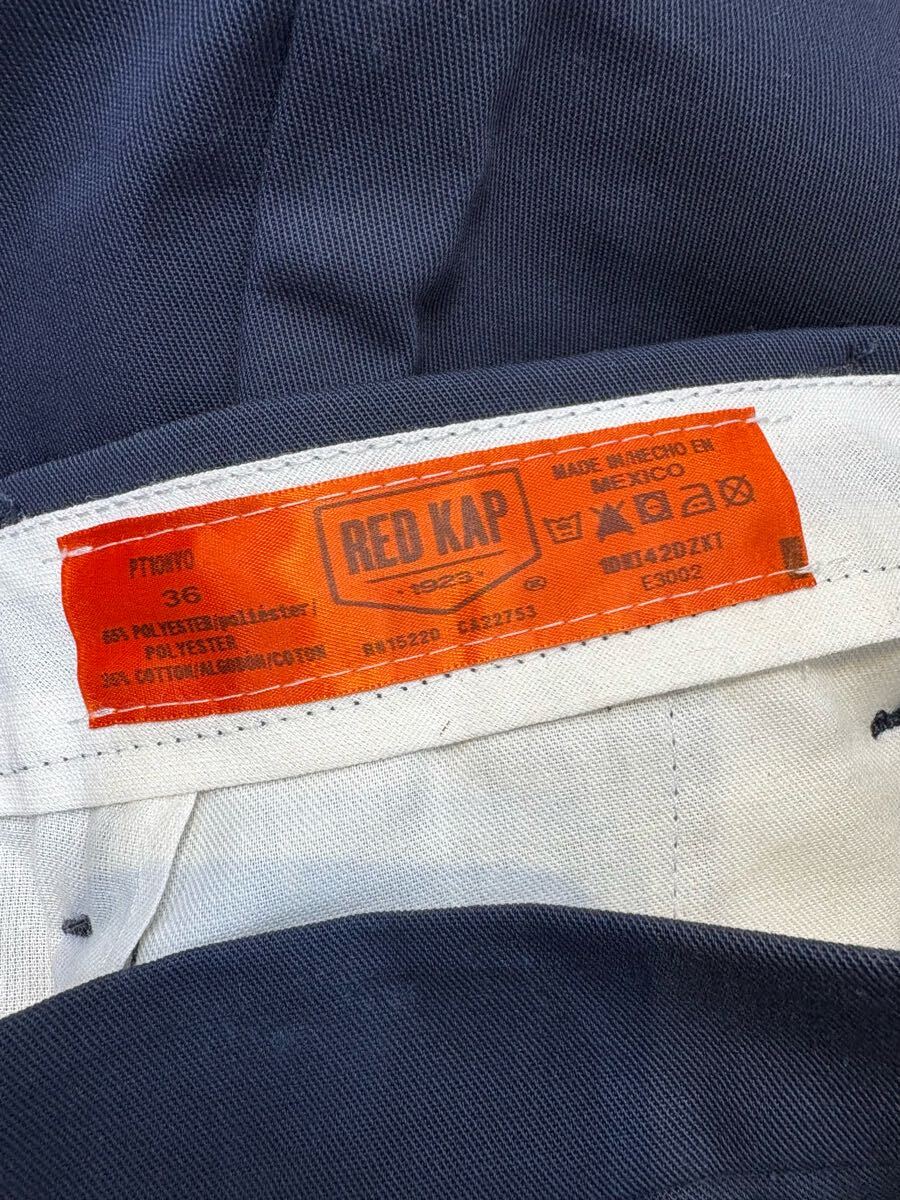 36
65% POLYESTER/poliéster/
POLYESTER
35% COTTON/ALGODÓN/COTON
RED KAP
·1923·
®
RN15220 CA22753
MADE IN/HECHO EN
MEXICO
E3002